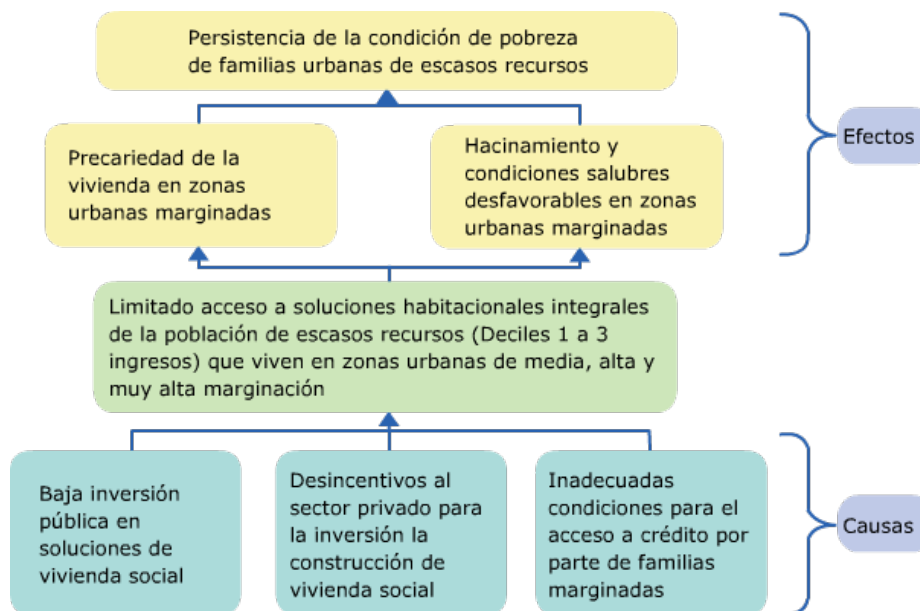 Persistencia de la condición de pobreza
de familias urbanas de escasos recursos
Efectos
Precariedad de la
vivienda en zonas
urbanas marginadas
Hacinamiento y
condiciones salubres
desfavorables en zonas
urbanas marginadas
Limitado acceso a soluciones habitacionales integrales
de la población de escasos recursos (Deciles 1 a 3
ingresos) que viven en zonas urbanas de media, alta y
muy alta marginación
Baja inversión
pública en
soluciones de
vivienda social
Desincentivos al
sector privado para
la inversión la
construcción de
vivienda social
Inadecuadas
condiciones para el
acceso a crédito por
parte de familias
marginadas
Causas